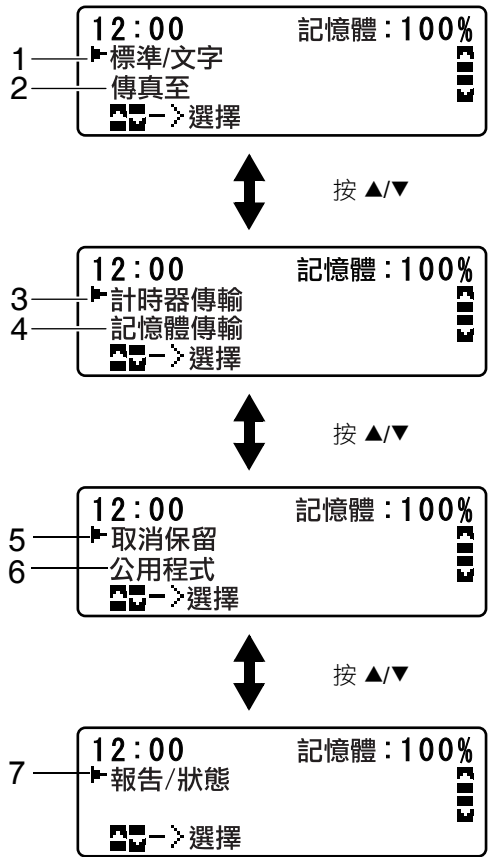 12:00 記憶體:100%
1 標準/文字
2 傳真至
->選擇
按 ▲/▼
12:00 記憶體:100%
3 計時器傳輸
4 記憶體傳輸
->選擇
按 ▲/▼
12:00 記憶體:100%
5 取消保留
6 公用程式
->選擇
按 ▲/▼
12:00 記憶體:100%
7 報告/狀態
->選擇